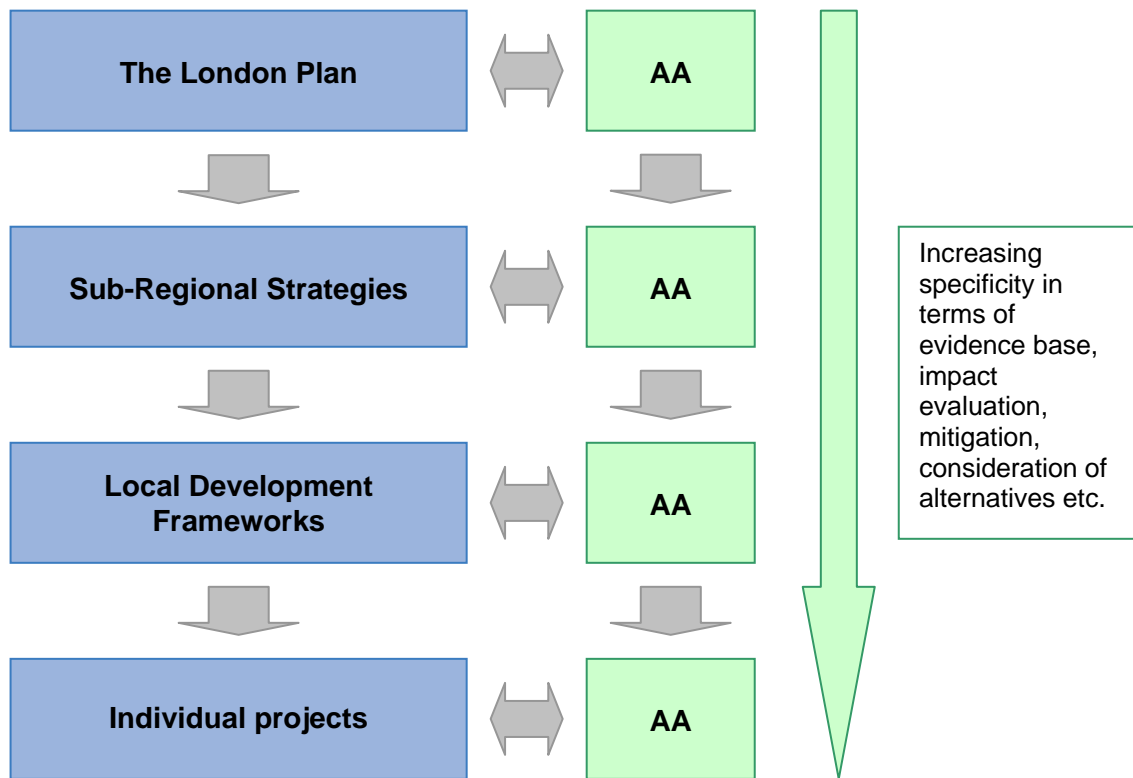 The London Plan
AA
Sub-Regional Strategies
AA
Increasing
specificity in
terms of
evidence base,
impact
evaluation,
mitigation,
consideration of
alternatives etc.
Local Development
Frameworks
AA
Individual projects
AA